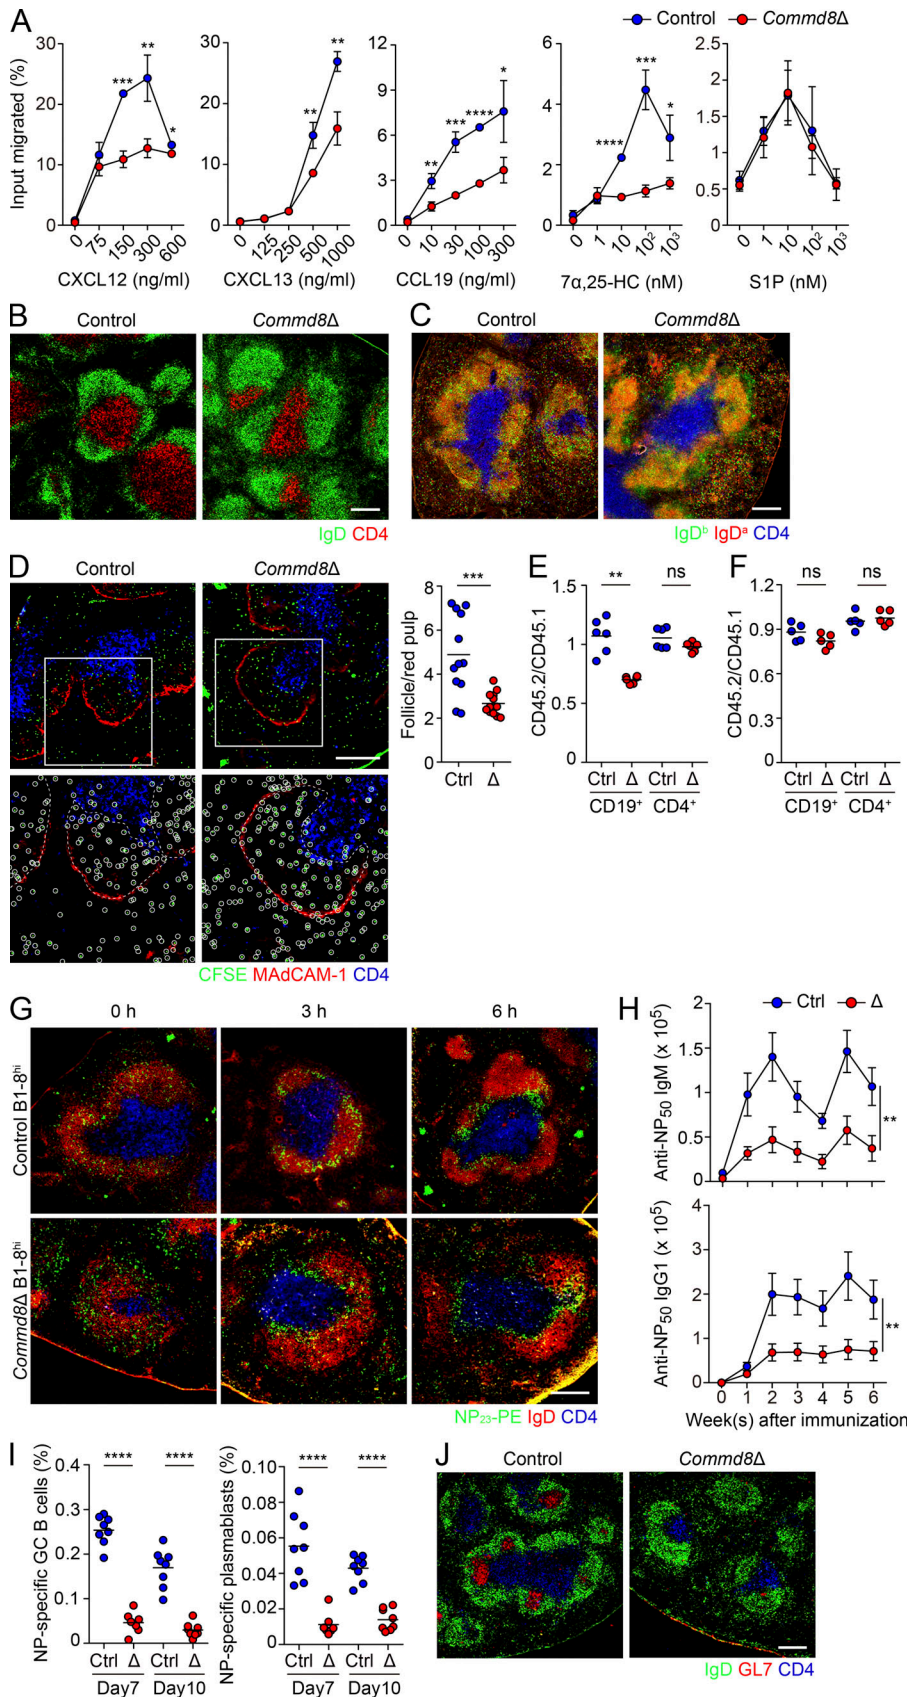 A
Control
Commd8Δ
Input migrated (%)
30
20
10
0
** 
***
*
0
75
150
300
600
CXCL12 (ng/ml)
30
20
10
0
**
**
0
125
250
500
1000
CXCL13 (ng/ml)
12
9
6
3
0
*
****
***
**
0
10
30
100
300
CCL19 (ng/ml)
6
4
2
0
***
*
****
0
1
10
10²
10³
7α,25-HC (nM)
2.5
2.0
1.5
1.0
0.5
0
0
1
10
10²
10³
S1P (nM)
B
Control
Commd8Δ
IgD CD4
C
Control
Commd8Δ
IgDᵇ IgDᵃ CD4
D
Control
Commd8Δ
CFSE MAdCAM-1 CD4
Follicle/red pulp
8
6
4
2
0
***
Ctrl Δ
E
CD45.2/CD45.1
1.5
1
0.5
0
**
ns
Ctrl Δ Ctrl Δ
CD19⁺ CD4⁺
F
CD45.2/CD45.1
1.2
0.9
0.6
0.3
0
ns
ns
Ctrl Δ Ctrl Δ
CD19⁺ CD4⁺
G
0 h
3 h
6 h
Control B1-8ʰⁱ
Commd8Δ B1-8ʰⁱ
NP₂₃-PE IgD CD4
H
Ctrl
Δ
Anti-NP₅₀ IgM (x 10⁵)
2
1.5
1
0.5
0
**
Anti-NP₅₀ IgG1 (x 10⁵)
4
3
2
1
0
**
0 1 2 3 4 5 6
Week(s) after immunization
I
NP-specific GC B cells (%)
0.4
0.3
0.2
0.1
0
****
****
Ctrl Δ Ctrl Δ
Day7 Day10
NP-specific plasmablasts (%)
0.10
0.08
0.06
0.04
0.02
0
****
****
Ctrl Δ Ctrl Δ
Day7 Day10
J
Control
Commd8Δ
IgD GL7 CD4